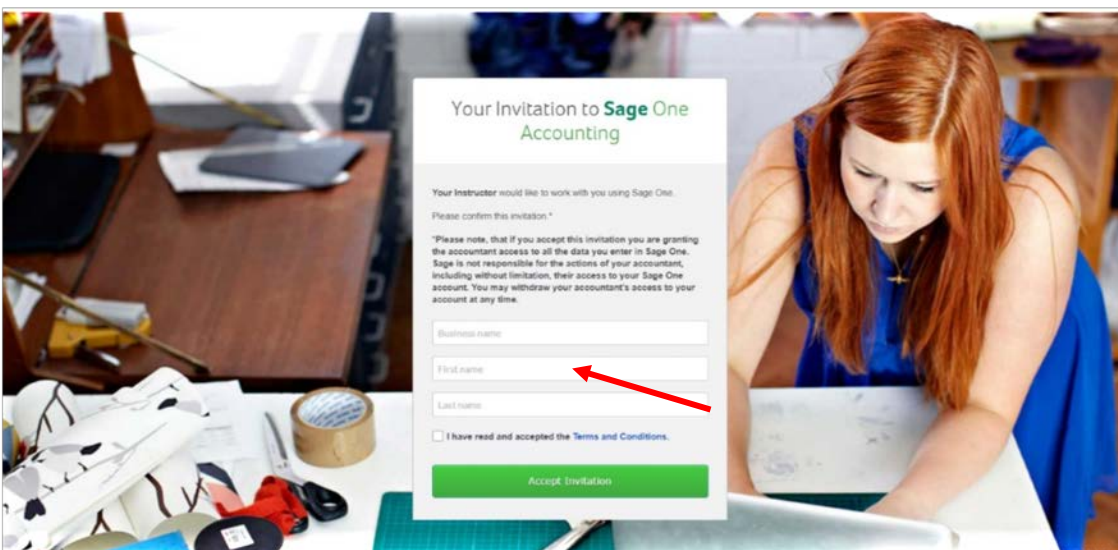 Your Invitation to Sage One
Accounting
Your Instructor would like to work with you using Sage One.
Please confirm this invitation.*
*Please note, that if you accept this invitation you are granting
the accountant access to all the data you enter in Sage One.
Sage is not responsible for the actions of your accountant,
including without limitation, their access to your Sage One
account. You may withdraw your accountant's access to your
account at any time.
Business name
First name
Last name
I have read and accepted the Terms and Conditions.
Accept Invitation